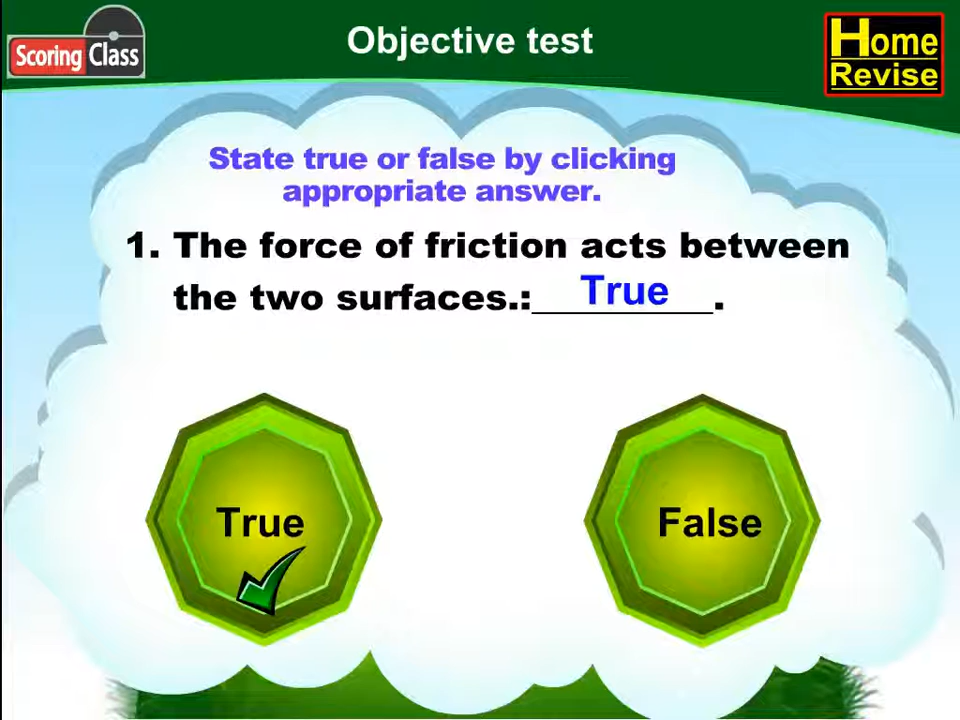 Scoring Class
Objective test
Home
Revise
State true or false by clicking
appropriate answer.
1. The force of friction acts between
the two surfaces.:__________.
True
True
False